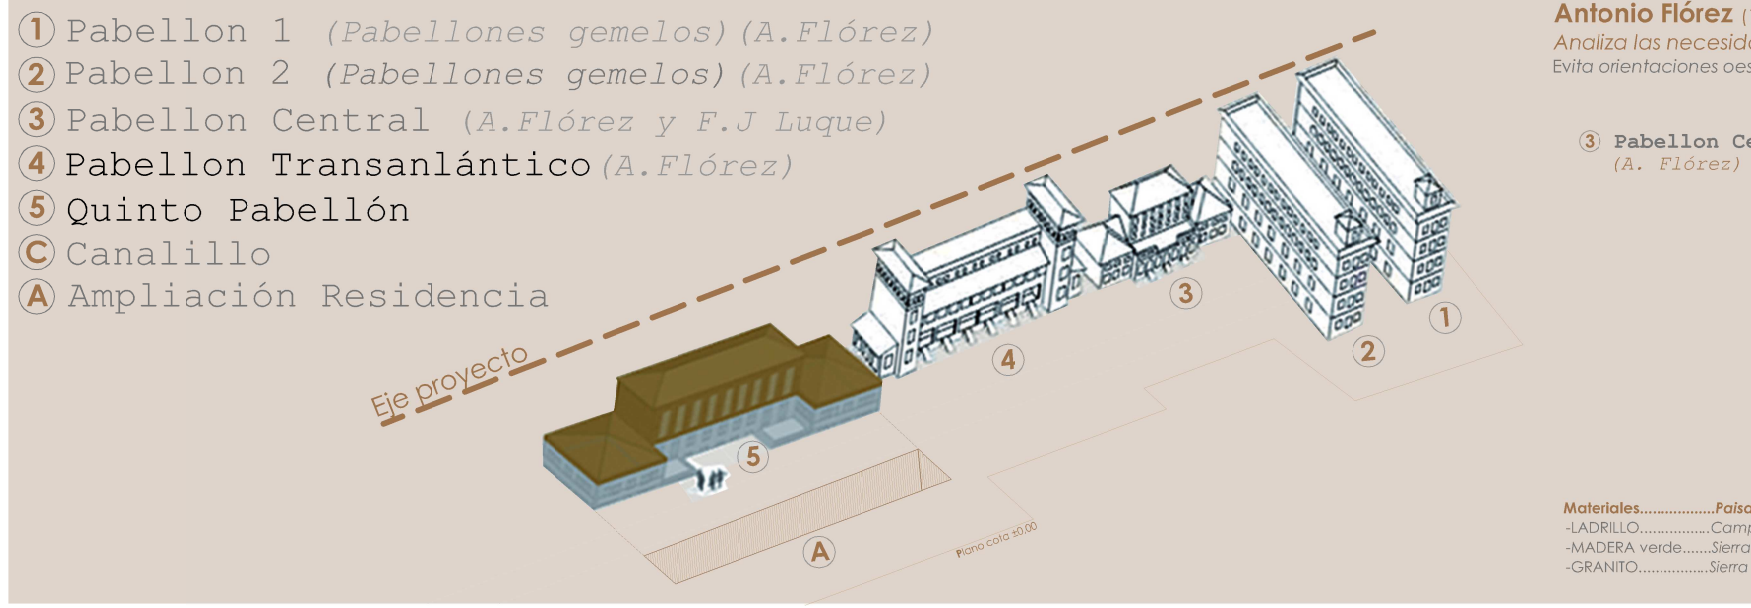 1 Pabellon 1 (Pabellones gemelos)(A.Flórez)
2 Pabellon 2 (Pabellones gemelos)(A.Flórez)
3 Pabellon Central (A.Flórez y F.J Luque)
4 Pabellon Transanlántico(A.Flórez)
5 Quinto Pabellón
C Canalillo
A Ampliación Residencia
Eje proyecto
1
2
3
4
5
A
Plano cota ±0.00
Antonio Flórez (
Analiza las necesid
Evita orientaciones oes
3 Pabellon Ce
(A. Flórez)
Materiales..................Paisa
-LADRILLO.................Camp
-MADERA verde.......Sierra
-GRANITO..................Sierra